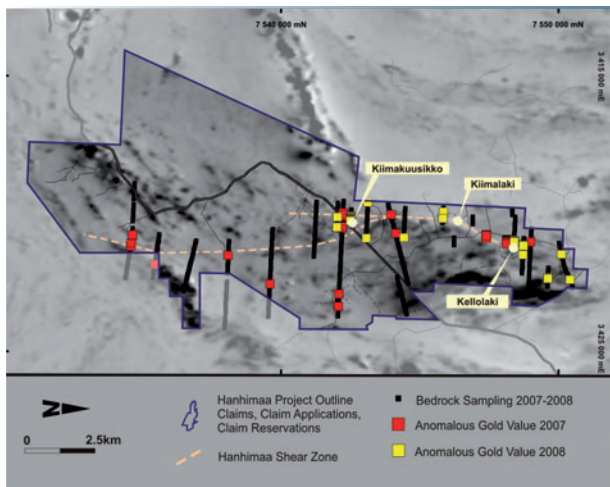 7 540 000 mN
7 550 000 mN
3 415 000 mE
Kiimakuusikko
Kiimalaki
Kellolaki
3 425 000 mE
N
0
2.5km
Hanhimaa Project Outline
Claims, Claim Applications,
Claim Reservations
Hanhimaa Shear Zone
Bedrock Sampling 2007-2008
Anomalous Gold Value 2007
Anomalous Gold Value 2008